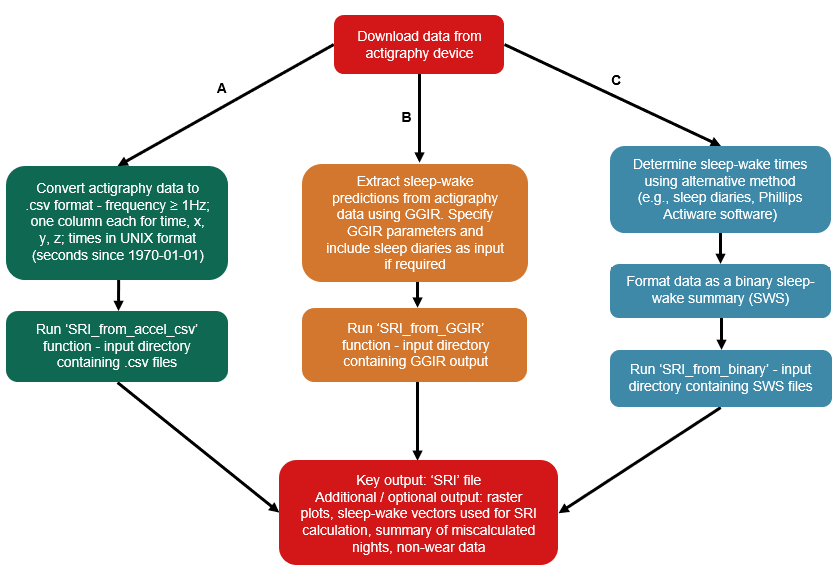 Download data from
actigraphy device
A
B
C
Convert actigraphy data to
.csv format - frequency ≥ 1Hz;
one column each for time, x,
y, z; times in UNIX format
(seconds since 1970-01-01)
Extract sleep-wake
predictions from actigraphy
data using GGIR. Specify
GGIR parameters and
include sleep diaries as input
if required
Determine sleep-wake times
using alternative method
(e.g., sleep diaries, Phillips
Actiware software)
Format data as a binary sleep-
wake summary (SWS)
Run ‘SRI_from_accel_csv’
function - input directory
containing .csv files
Run ‘SRI_from_GGIR’
function - input directory
containing GGIR output
Run ‘SRI_from_binary’ - input
directory containing SWS files
Key output: ‘SRI’ file
Additional / optional output: raster
plots, sleep-wake vectors used for SRI
calculation, summary of miscalculated
nights, non-wear data